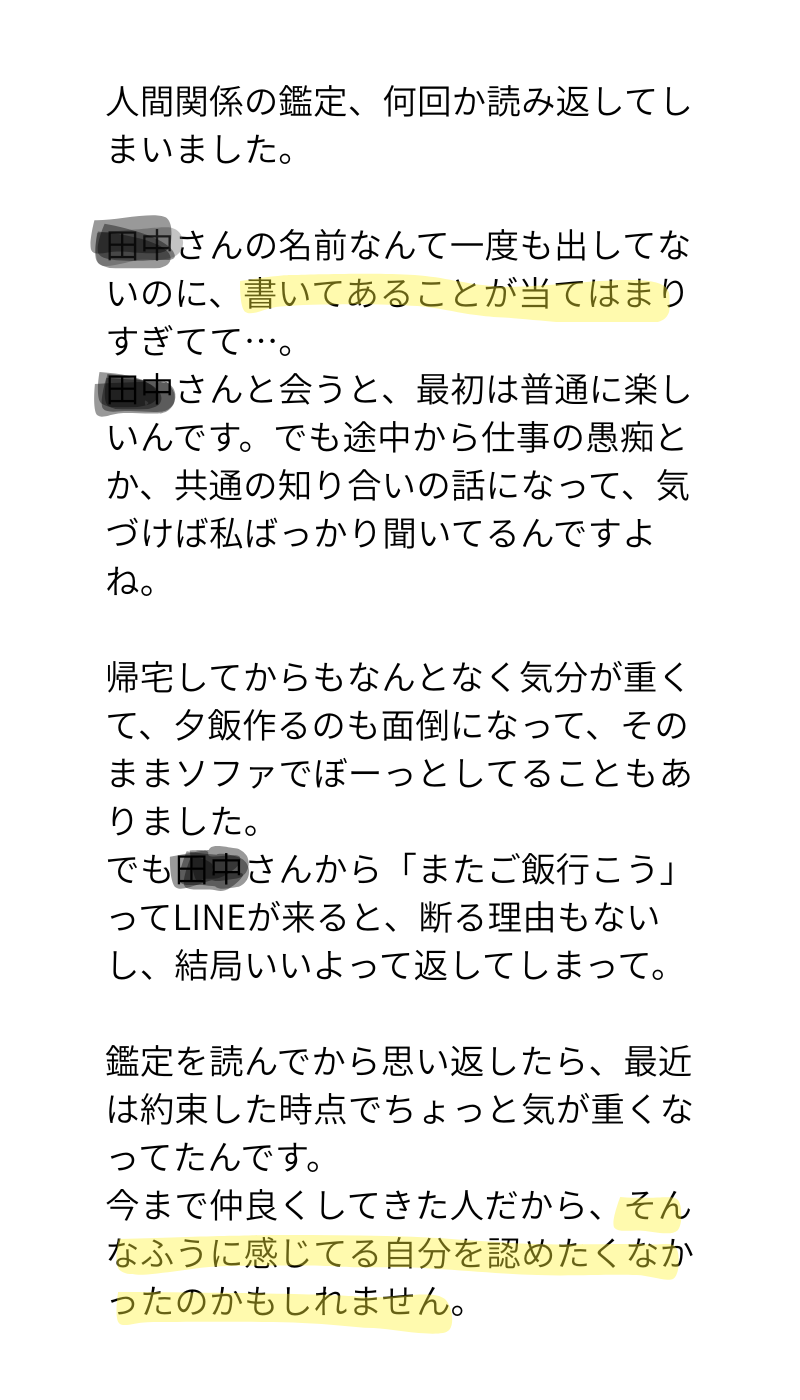 人間関係の鑑定、何回か読み返してし
まいました。
田中さんの名前なんて一度も出してな
いのに、書いてあることが当てはまり
すぎてて…。
田中さんと会うと、最初は普通に楽し
いんです。でも途中から仕事の愚痴と
か、共通の知り合いの話になって、気
づけば私ばっかり聞いてるんですよ
ね。
帰宅してからもなんとなく気分が重く
て、夕飯作るのも面倒になって、その
ままソファでぼーっとしてることもあ
りました。
でも田中さんから「またご飯行こう」
ってLINEが来ると、断る理由もない
し、結局いいよって返してしまって。
鑑定を読んでから思い返したら、最近
は約束した時点でちょっと気が重くな
ってたんです。
今まで仲良くしてきた人だから、そん
なふうに感じてる自分を認めたくなか
ったのかもしれません。